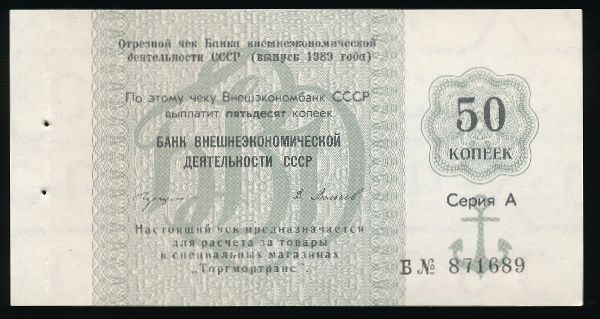 Отрезной чек Банка внешнеэкономической
деятельности СССР (выпуск 1989 года)
По этому чеку Внешэкономбанк СССР
выплатит пятьдесят копеек
БАНК ВНЕШНЕЭКОНОМИЧЕСКОЙ
ДЕЯТЕЛЬНОСТИ СССР
Настоящий чек предназначается
для расчета за товары
в специальных магазинах
"Торгмортранс".
50
КОПЕЕК
Серия А
Б № 871689